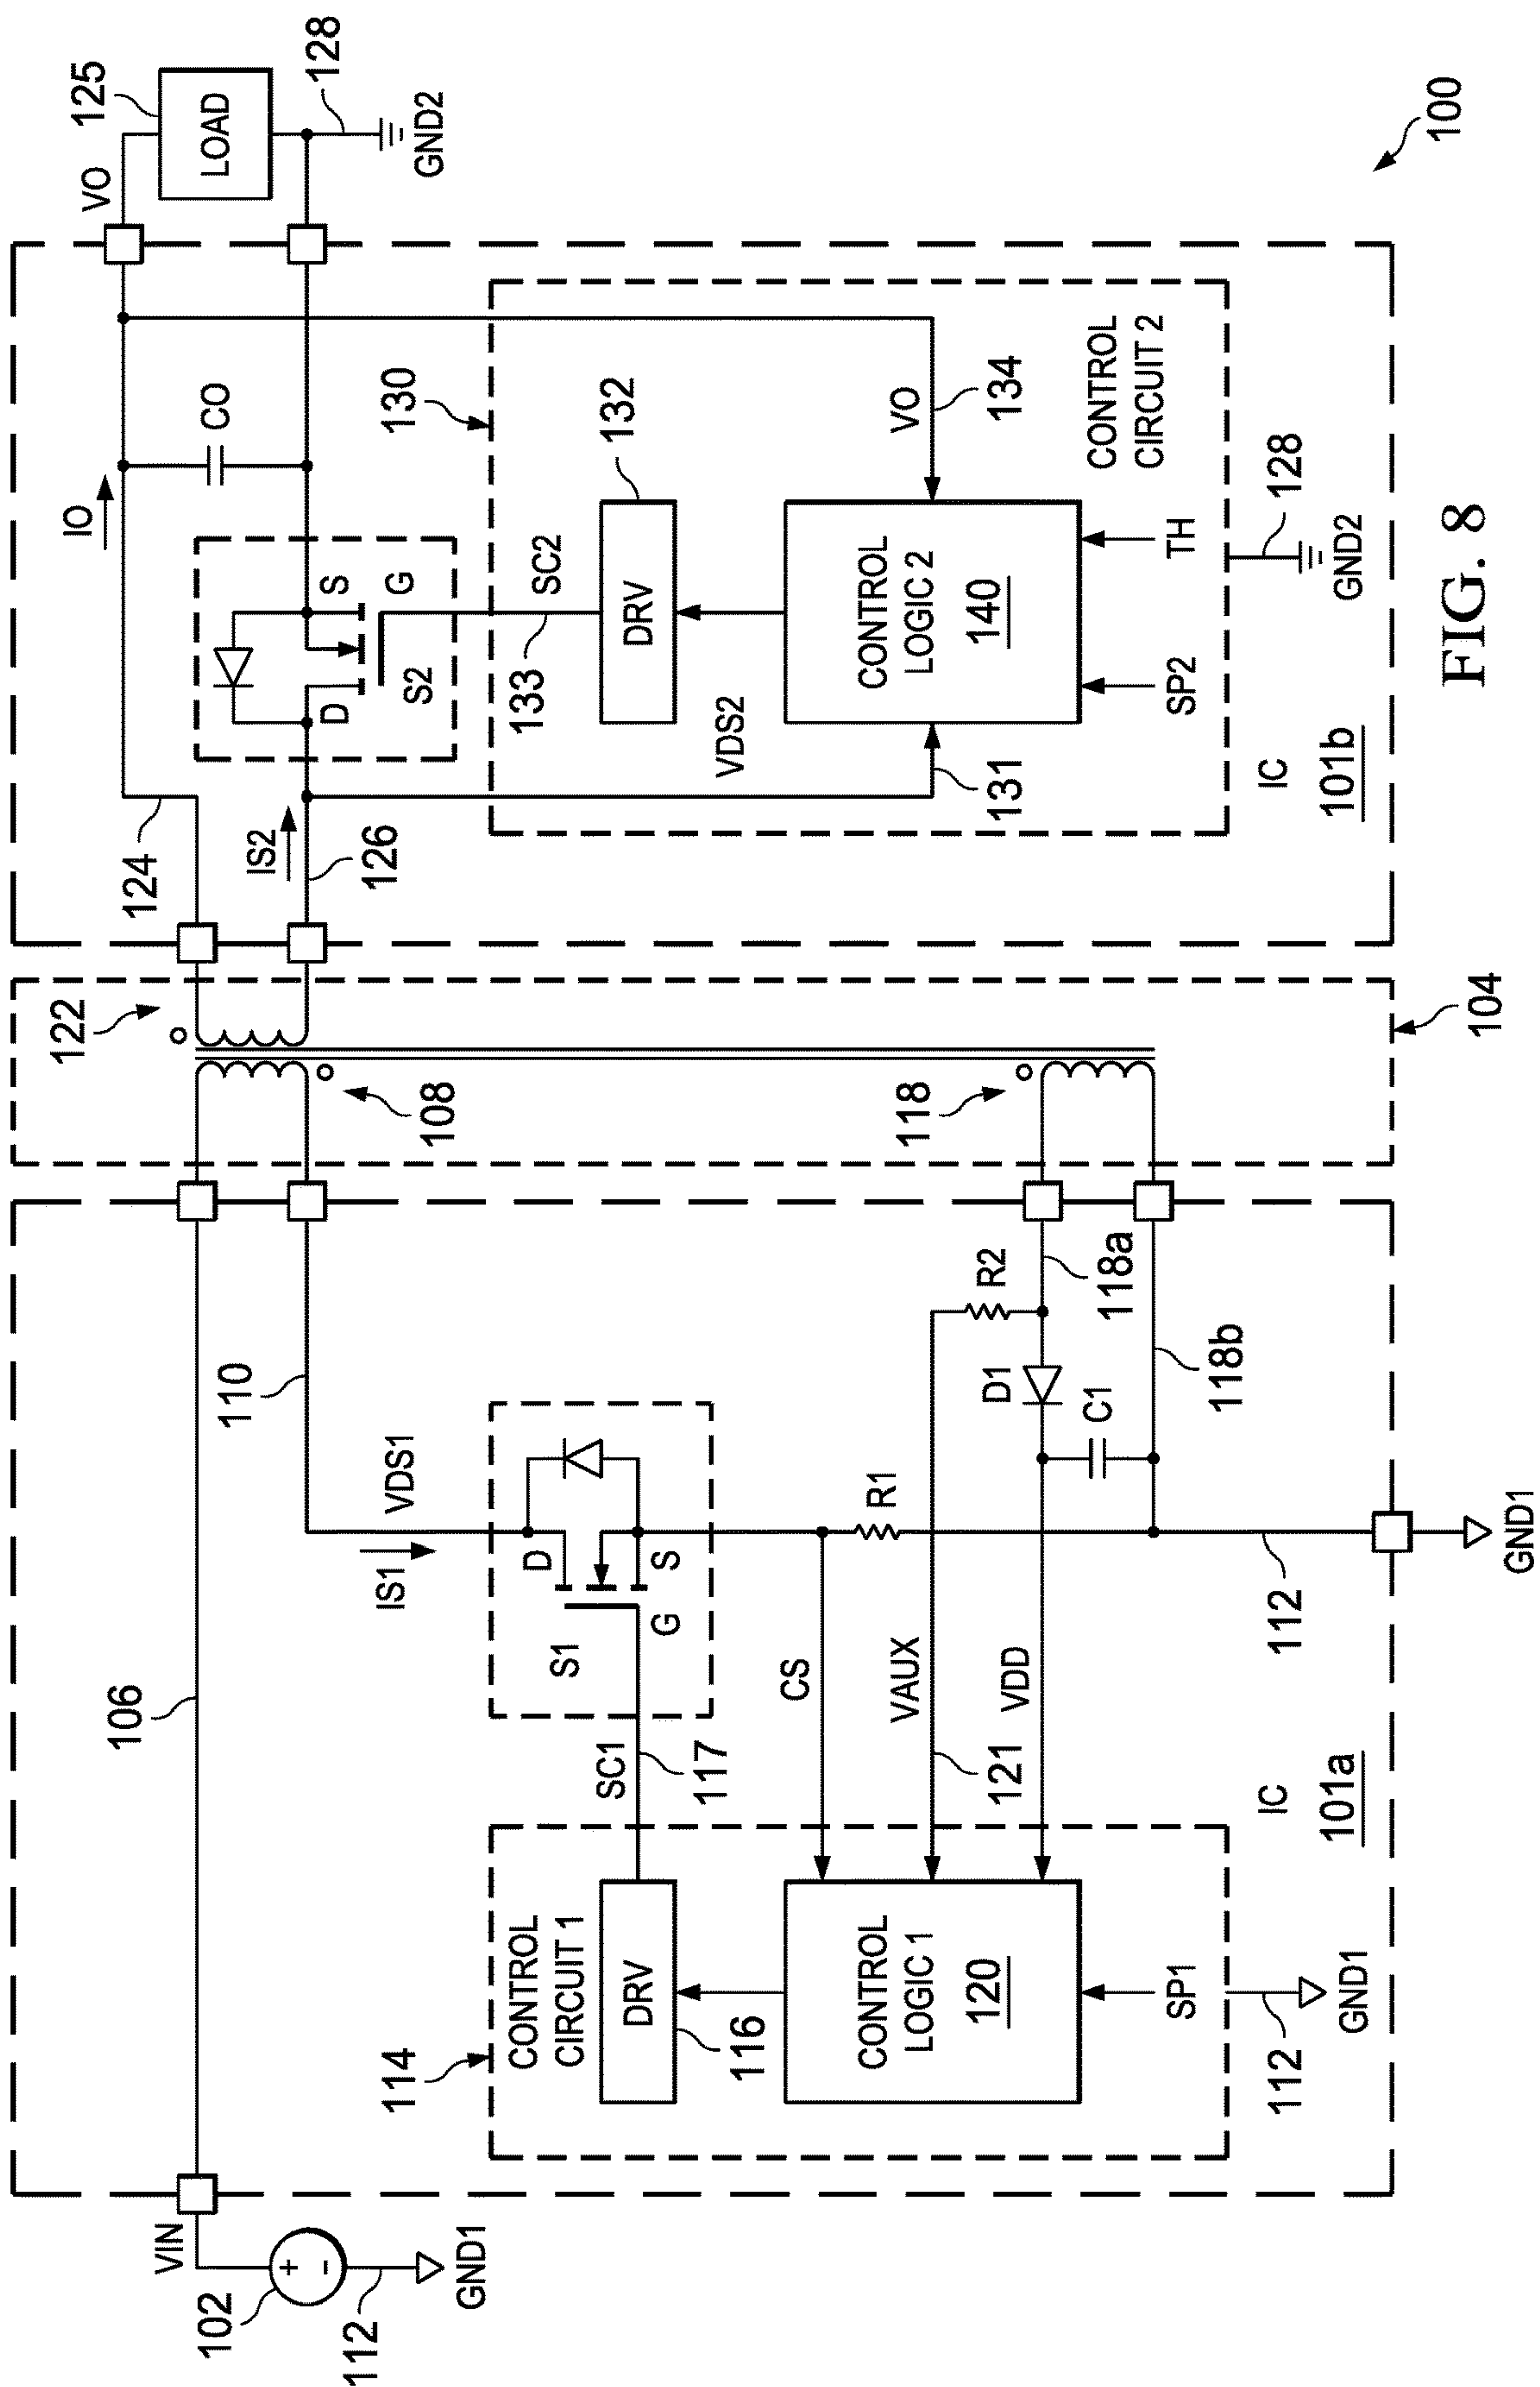 VIN
102
+
-
112
GND1
106
110
IS1
VDS1
D
S
G
S1
SC1
117
114
CONTROL
CIRCUIT 1
DRV
116
CONTROL
LOGIC 1
120
SP1
112
GND1
CS
R1
VAUX
121
VDD
R2
D1
C1
118a
118b
112
GND1
IC
101a
122
108
118
104
124
IS2
126
IO
CO
VO
125
LOAD
128
GND2
D
S
G
S2
133
SC2
130
DRV
132
VDS2
131
CONTROL
LOGIC 2
140
VO
134
SP2
TH
CONTROL
CIRCUIT 2
128
GND2
IC
101b
100
FIG. 8